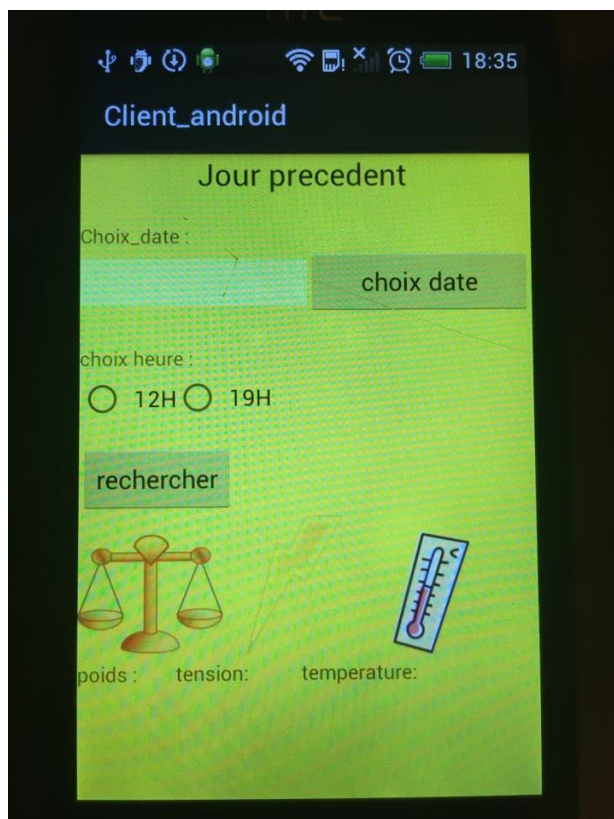 18:35
Client_android
Jour precedent
Choix_date :
choix date
choix heure :
12H 19H
rechercher
poids : tension: temperature: